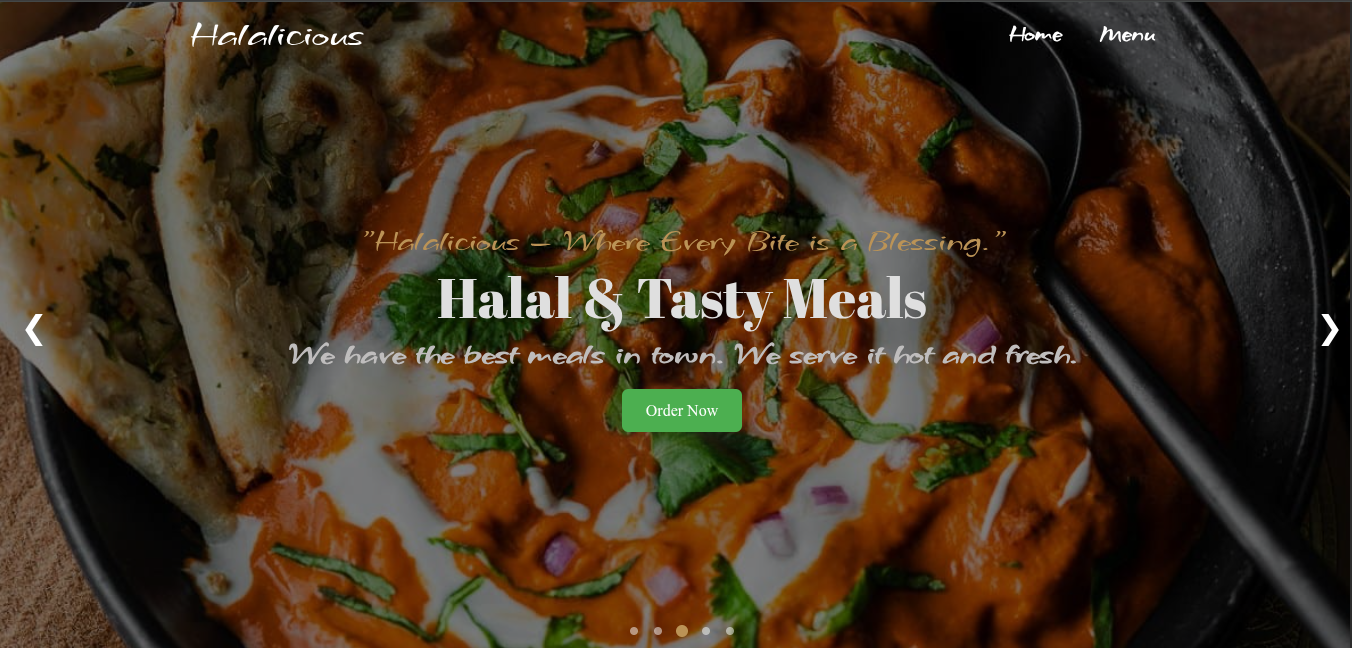 Halalicious
Home Menu
"Halalicious – Where Every Bite is a Blessing."
Halal & Tasty Meals
We have the best meals in town. We serve it hot and fresh.
Order Now